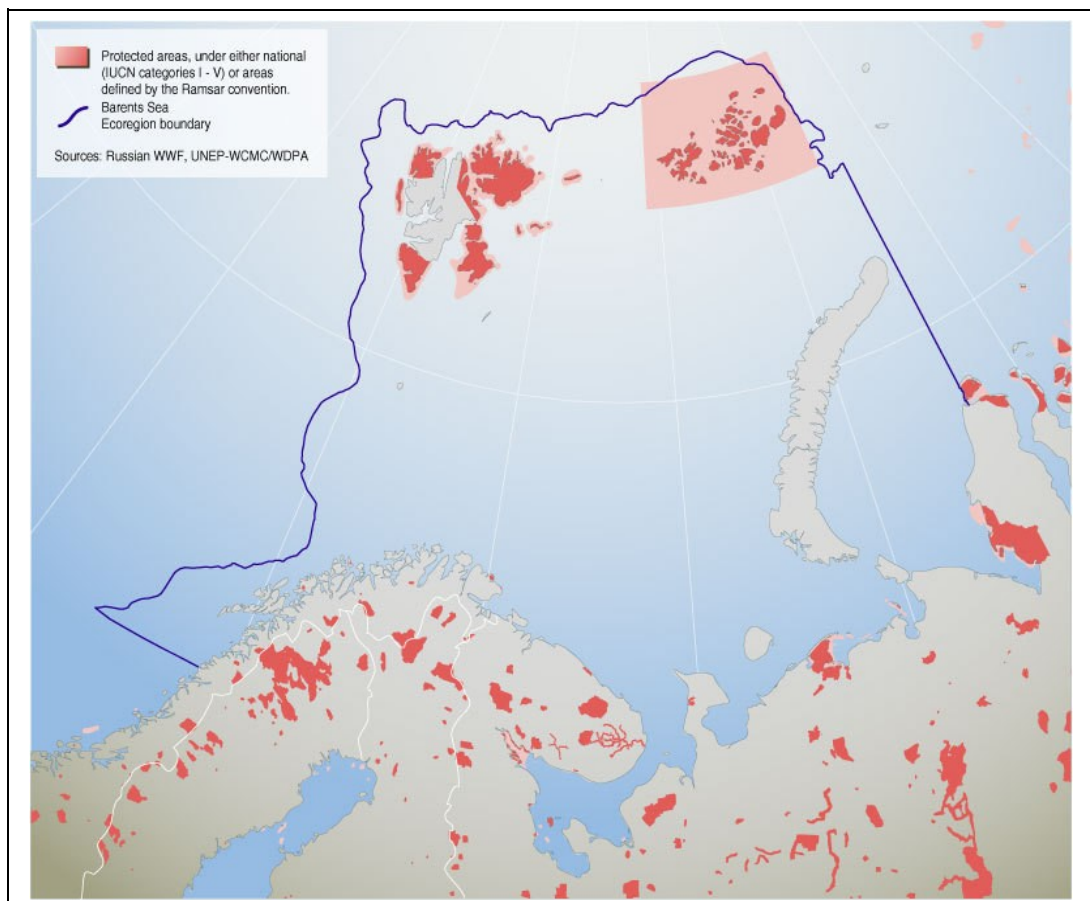 Protected areas, under either national
(IUCN categories I - V) or areas
defined by the Ramsar convention.
Barents Sea
Ecoregion boundary
Sources: Russian WWF, UNEP-WCMC/WDPA